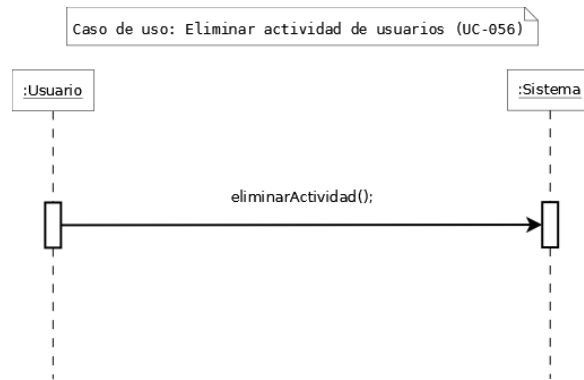 Caso de uso: Eliminar actividad de usuarios (UC-056)
:Usuario
:Sistema
eliminarActividad();